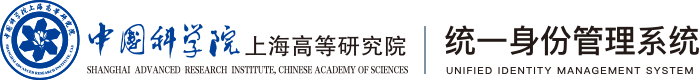 中国科学院上海高等研究院
SHANGHAI ADVANCED RESEARCH INSTITUTE, CHINESE ACADEMY OF SCIENCES
统一身份管理系统
UNIFIED IDENTITY MANAGEMENT SYSTEM